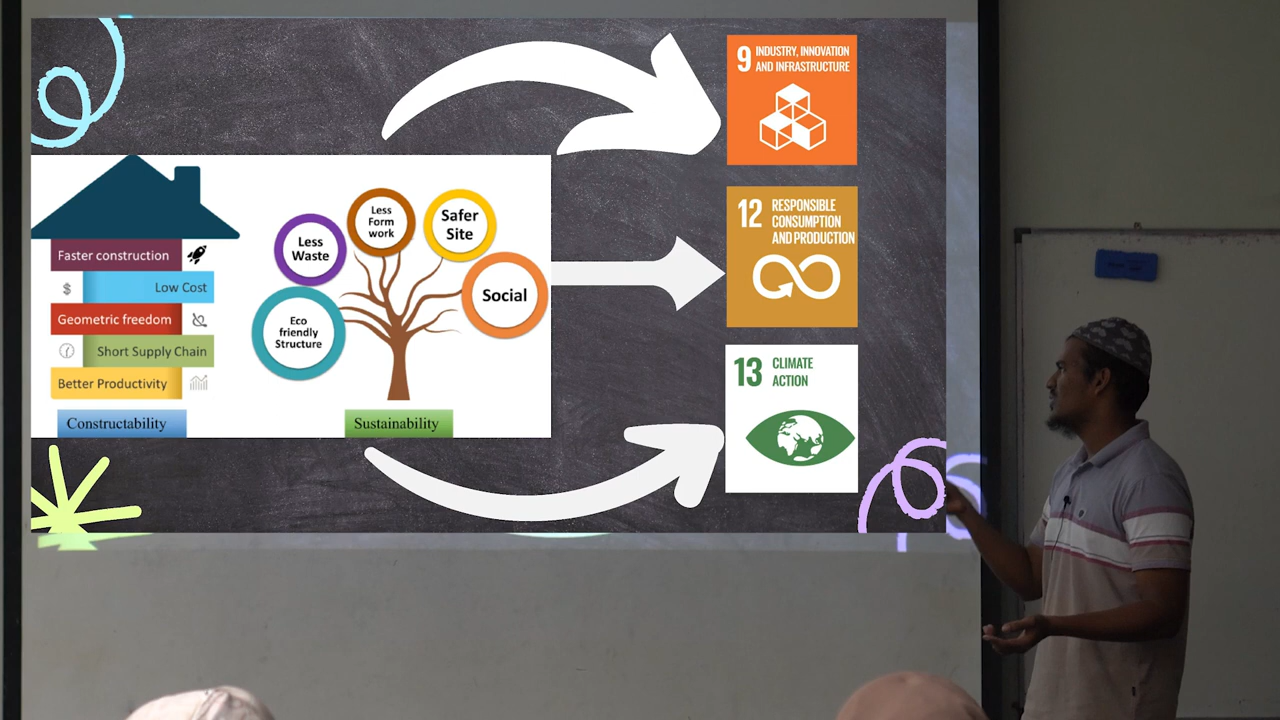 Faster construction
$ Low Cost
Geometric freedom
Short Supply Chain
Better Productivity
Constructability
Less
Waste
Less
Form
work
Safer
Site
Social
Eco
friendly
Structure
Sustainability
9 INDUSTRY, INNOVATION
AND INFRASTRUCTURE
12 RESPONSIBLE
CONSUMPTION
AND PRODUCTION
13 CLIMATE
ACTION